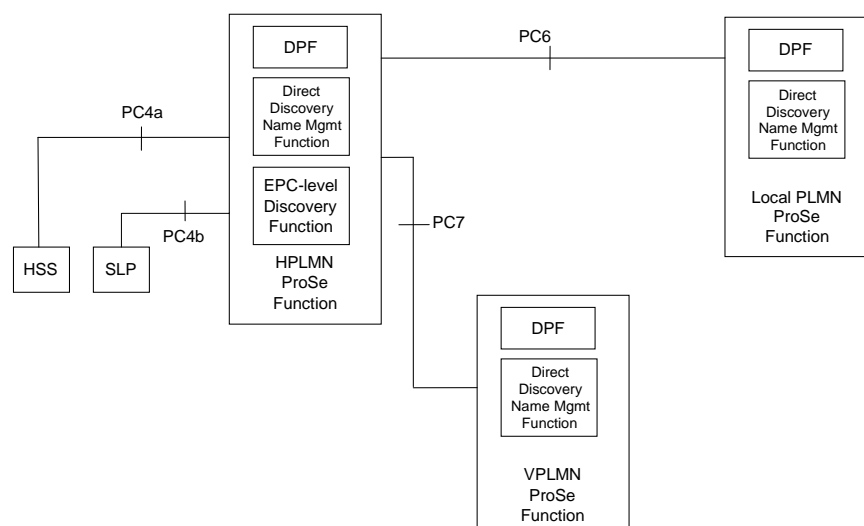 DPF
Direct
Discovery
Name Mgmt
Function
EPC-level
Discovery
Function
HPLMN
ProSe
Function
PC4a
PC4b
HSS
SLP
PC6
PC7
DPF
Direct
Discovery
Name Mgmt
Function
Local PLMN
ProSe
Function
DPF
Direct
Discovery
Name Mgmt
Function
VPLMN
ProSe
Function